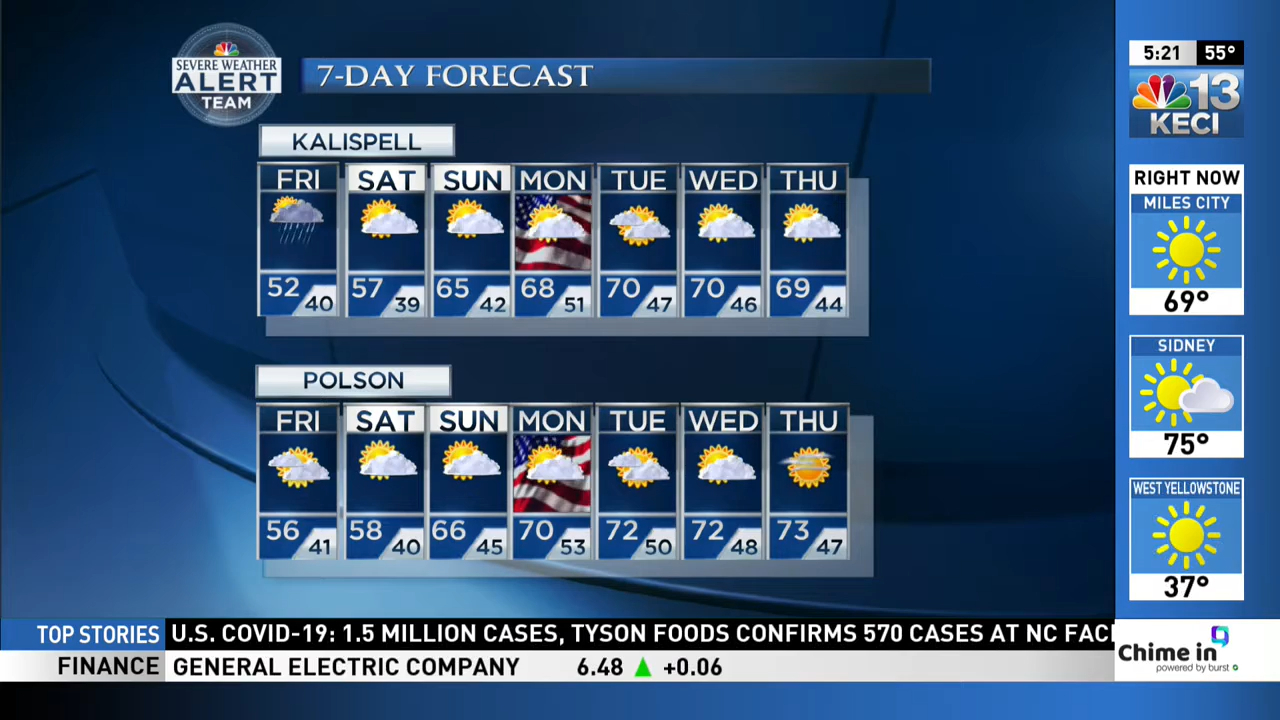 SEVERE WEATHER
ALERT
TEAM
7-DAY FORECAST
KALISPELL
FRI SAT SUN MON TUE WED THU
52 40 57 39 65 42 68 51 70 47 70 46 69 44
POLSON
FRI SAT SUN MON TUE WED THU
56 41 58 40 66 45 70 53 72 50 72 48 73 47
5:21 55°
13
KECI
RIGHT NOW
MILES CITY
69°
SIDNEY
75°
WEST YELLOWSTONE
37°
TOP STORIES U.S. COVID-19: 1.5 MILLION CASES, TYSON FOODS CONFIRMS 570 CASES AT NC FACI
FINANCE GENERAL ELECTRIC COMPANY 6.48 ▲ +0.06
Chime in
powered by burst